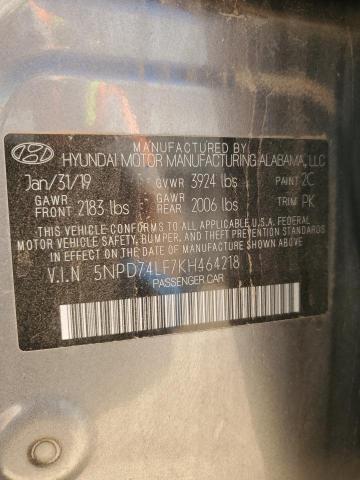 MANUFACTURED BY
HYUNDAI MOTOR MANUFACTURING ALABAMA, LLC
Jan/31/19 GVWR 3924 lbs PAINT 2C
GAWR FRONT 2183 lbs GAWR REAR 2006 lbs TRIM PK
THIS VEHICLE CONFORMS TO ALL APPLICABLE U.S. FEDERAL
MOTOR VEHICLE SAFETY, BUMPER, AND THEFT PREVENTION STANDARDS
IN EFFECT ON THE DATE OF MANUFACTURE SHOWN ABOVE.
V.I.N 5NPD74LF7KH464218
PASSENGER CAR